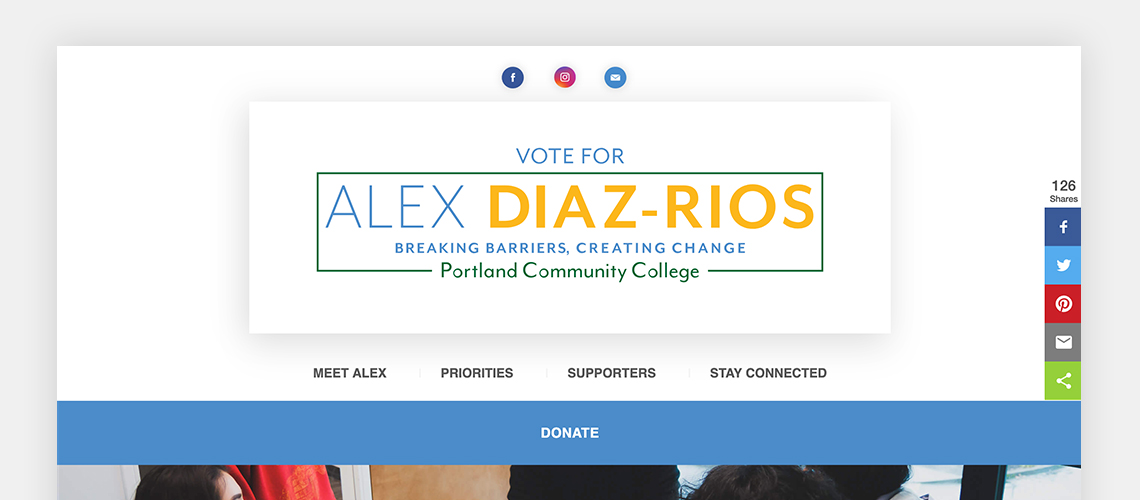 VOTE FOR
ALEX DIAZ-RIOS
BREAKING BARRIERS, CREATING CHANGE
Portland Community College
126
Shares
MEET ALEX
PRIORITIES
SUPPORTERS
STAY CONNECTED
DONATE